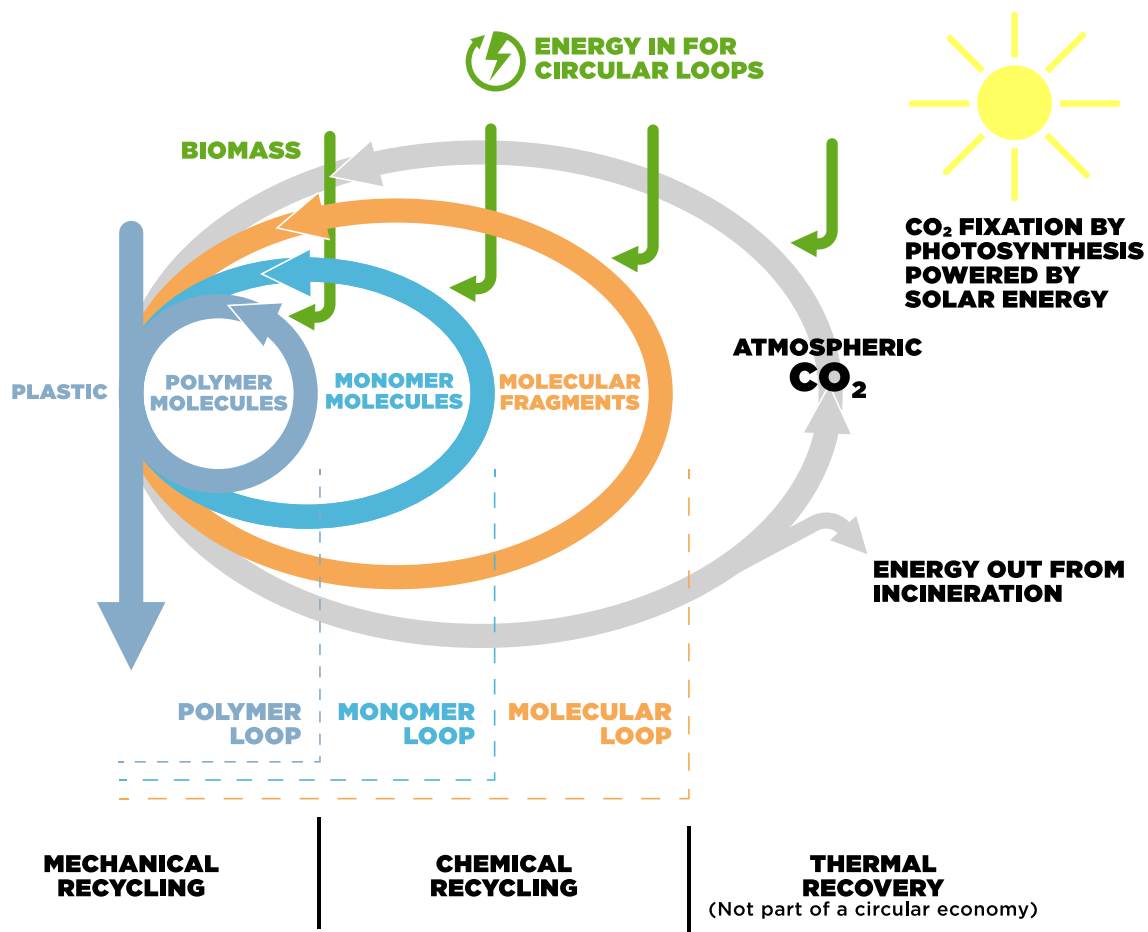 ENERGY IN FOR
CIRCULAR LOOPS
BIOMASS
CO₂ FIXATION BY
PHOTOSYNTHESIS
POWERED BY
SOLAR ENERGY
ATMOSPHERIC
CO₂
PLASTIC
POLYMER
MOLECULES
MONOMER
MOLECULES
MOLECULAR
FRAGMENTS
ENERGY OUT FROM
INCINERATION
POLYMER
LOOP
MONOMER
LOOP
MOLECULAR
LOOP
MECHANICAL
RECYCLING
CHEMICAL
RECYCLING
THERMAL
RECOVERY
(Not part of a circular economy)